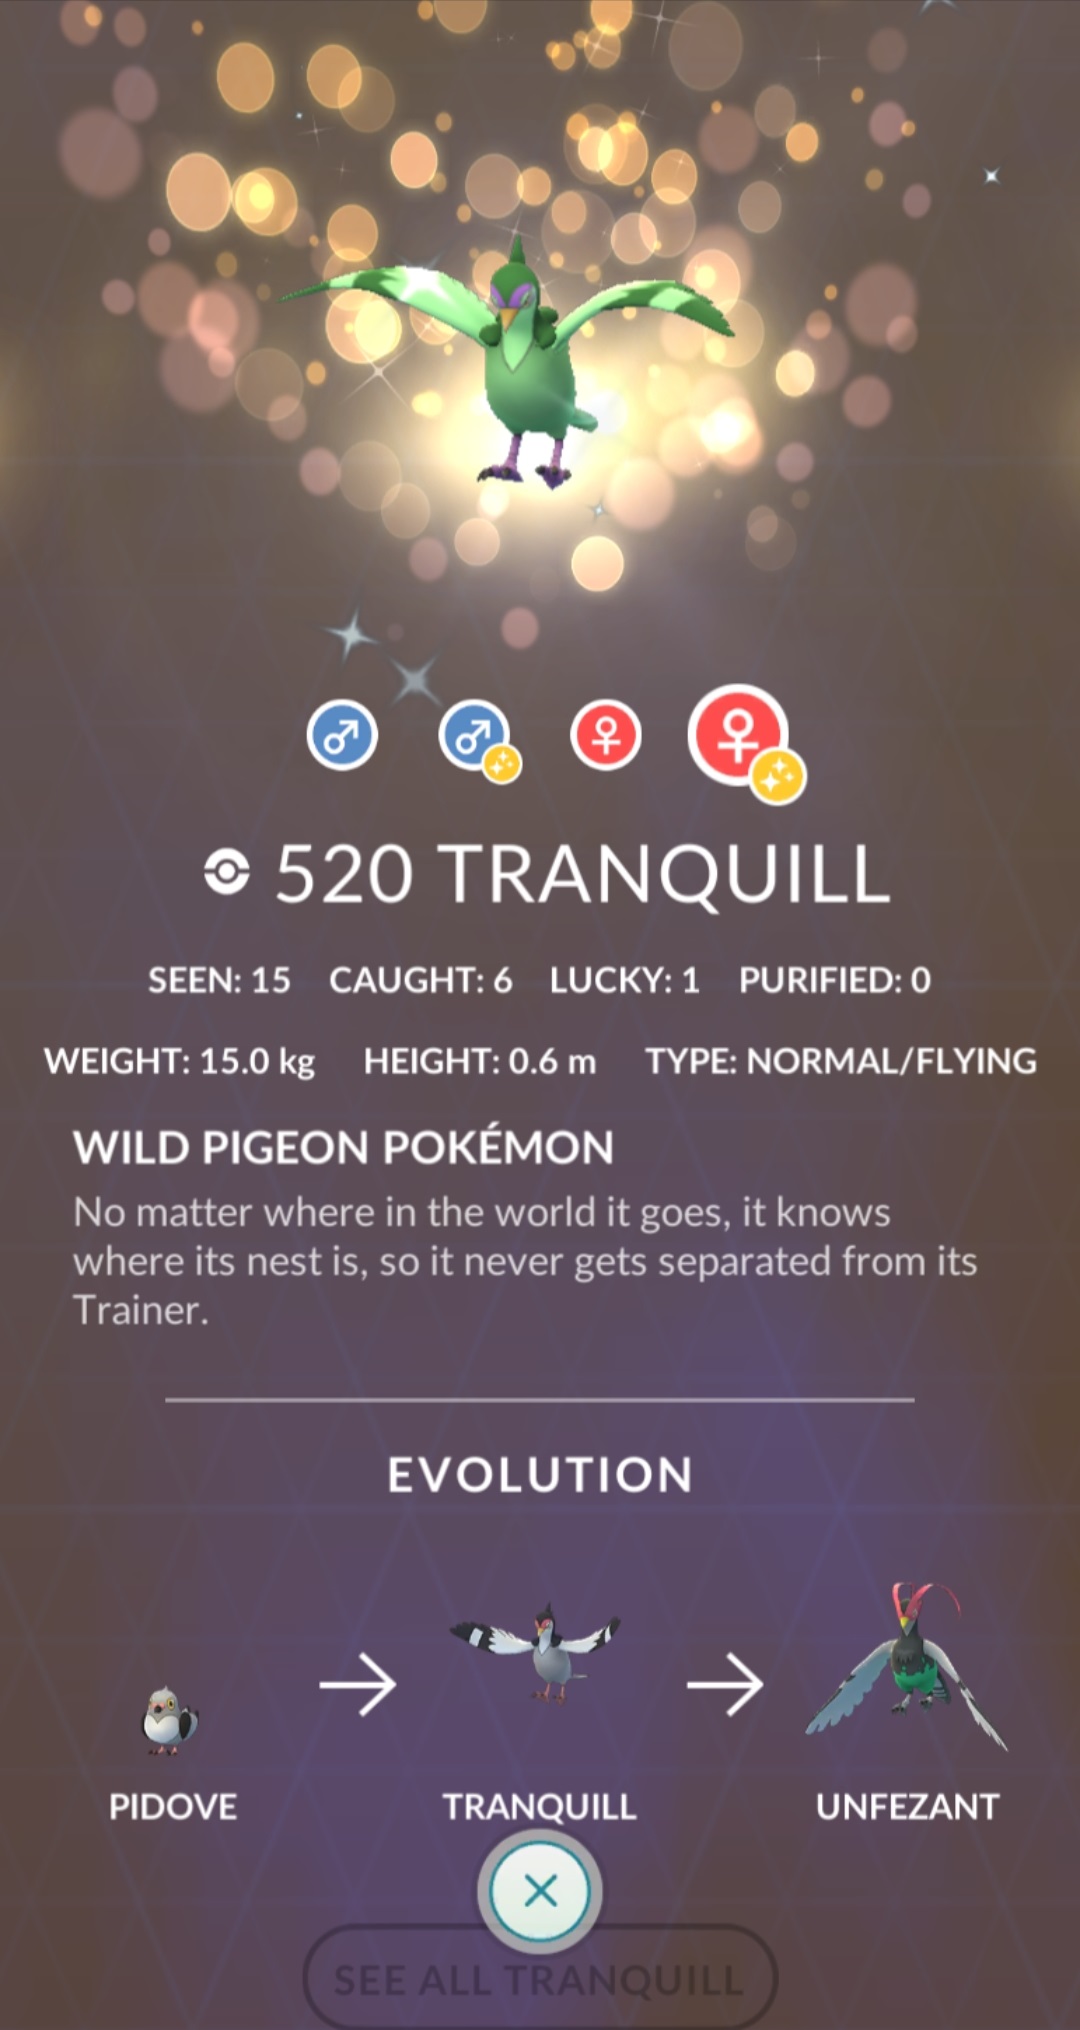 520 TRANQUILL
SEEN: 15 CAUGHT: 6 LUCKY: 1 PURIFIED: 0
WEIGHT: 15.0 kg HEIGHT: 0.6 m TYPE: NORMAL/FLYING
WILD PIGEON POKÉMON
No matter where in the world it goes, it knows
where its nest is, so it never gets separated from its
Trainer.
EVOLUTION
PIDOVE TRANQUILL UNFEZANT
SEE ALL TRANQUILL